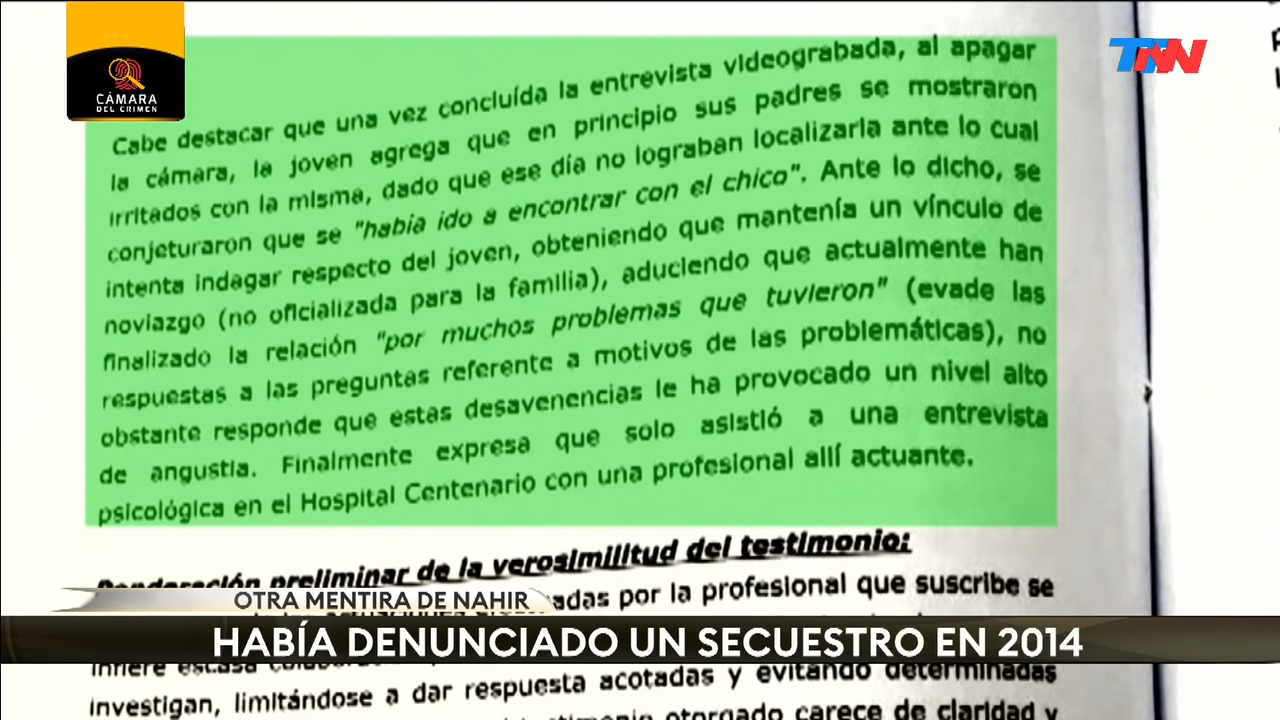 CÁMARA
DEL CRIMEN
TN
Cabe destacar que una vez concluída la entrevista videograbada, al apagar
la cámara, la joven agrega que en principio sus padres se mostraron
irritados con la misma, dado que ese día no lograban localizarla ante lo cual
conjeturaron que se "había ido a encontrar con el chico". Ante lo dicho, se
intenta indagar respecto del joven, obteniendo que mantenía un vínculo de
noviazgo (no oficializada para la familia), aduciendo que actualmente han
finalizado la relación "por muchos problemas que tuvieron" (evade las
respuestas a las preguntas referente a motivos de las problemáticas), no
obstante responde que estas desavenencias le ha provocado un nivel alto
de angustia. Finalmente expresa que solo asistió a una entrevista
psicológica en el Hospital Centenario con una profesional allí actuante.
Ponderación preliminar de la verosimilitud del testimonio:
adas por la profesional que suscribe se
OTRA MENTIRA DE NAHIR
HABÍA DENUNCIADO UN SECUESTRO EN 2014
infiere escasa
investigan, limitándose a dar respuesta acotadas y evitando determinadas
otorgado carece de claridad y